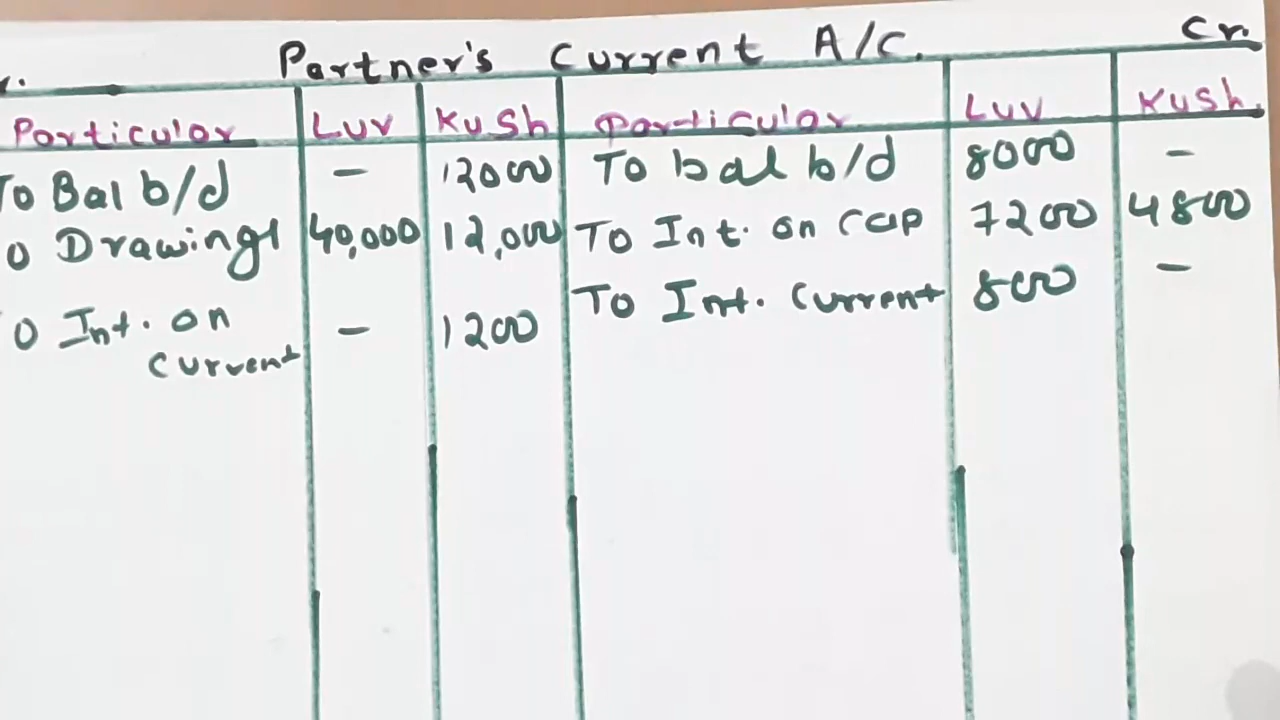 r. Partner's Current A/C. Cr.
Particular Luv Kush Particular Luv Kush
To Bal b/d - 12000 To bal b/d 8000 -
o Drawings 40,000 12,000 To Int. on Cap 7200 4800
o Int. on - 1200 To Int. Current 800 -
Current